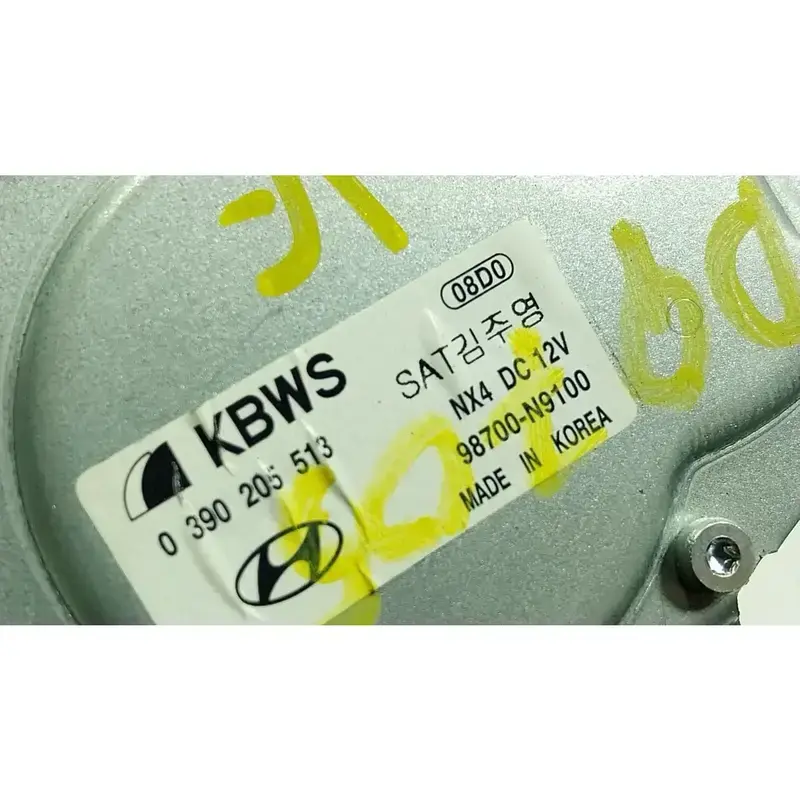 08D0
KBWS
SAT김주영
0 390 205 513
NX4 DC 12V
98700-N9100
MADE IN KOREA